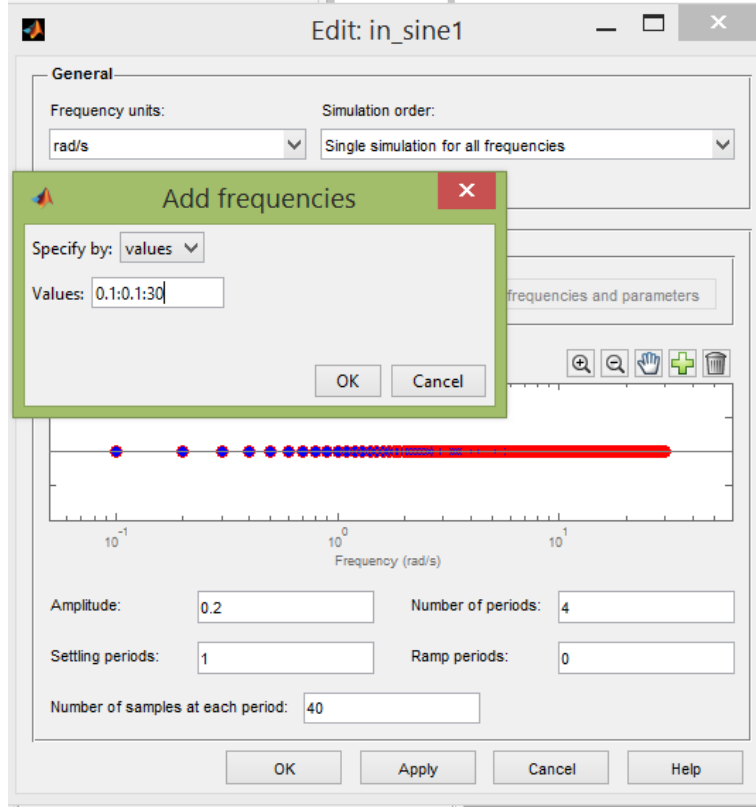 Edit: in_sine1
General
Frequency units:
Simulation order:
rad/s
Single simulation for all frequencies
Add frequencies
Specify by: values
Values: 0.1:0.1:30
OK Cancel
frequencies and parameters
10^-1 10^0 10^1
Frequency (rad/s)
Amplitude: 0.2 Number of periods: 4
Settling periods: 1 Ramp periods: 0
Number of samples at each period: 40
OK Apply Cancel Help